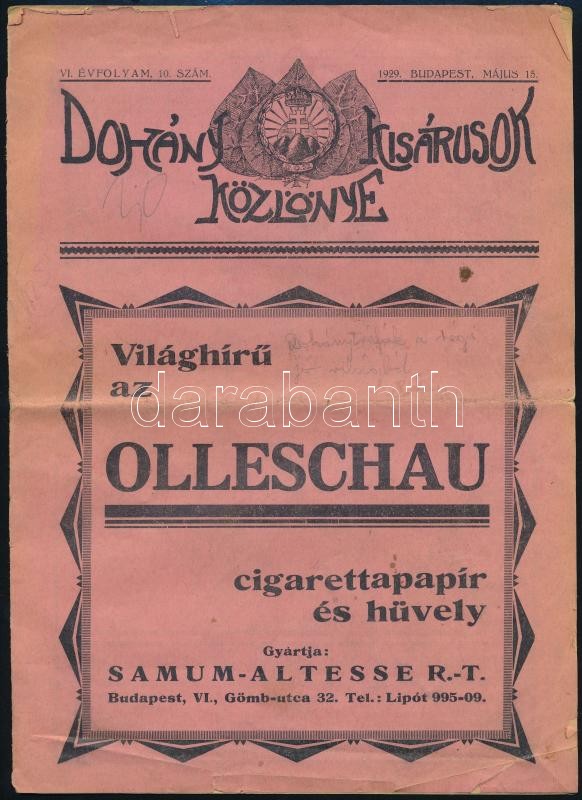 VI. ÉVFOLYAM, 10. SZÁM.
1929. BUDAPEST, MÁJUS 15.
DOHÁNY KISÁRUSOK
KÖZLÖNYE
Világhírű
az
darabanth
OLLESCHAU
cigarettapapír
és hüvely
Gyártja:
SAMUM-ALTESSE R.-T.
Budapest, VI., Gömb-utca 32. Tel.: Lipót 995-09.